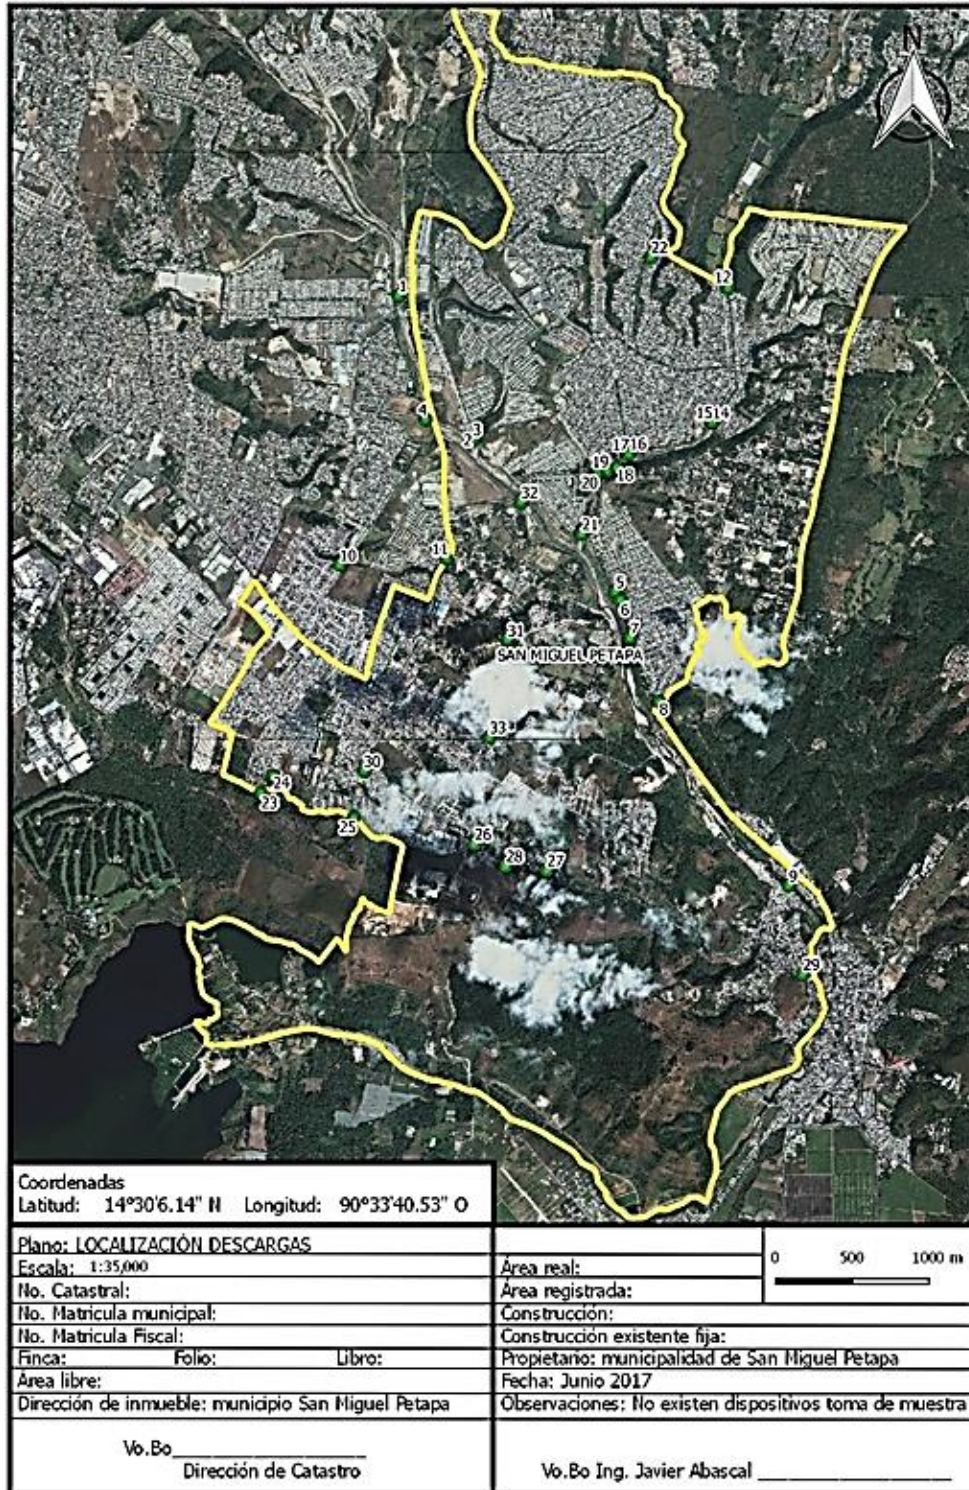 N
22
12
1
4
3
2
1514
1716
19
18
20
32
21
10
11
5
6
7
31
SAN MIGUEL PETAPA
8
33
30
24
23
25
26
28
27
9
29
Coordenadas
Latitud: 14°30'6.14" N Longitud: 90°33'40.53" O
Plano: LOCALIZACIÓN DESCARGAS
Escala: 1:35,000
No. Catastral:
No. Matricula municipal:
No. Matricula Fiscal:
Finca: Folio: Libro:
Área libre:
Dirección de inmueble: municipio San Miguel Petapa
Área real:
Área registrada:
0 500 1000 m
Construcción:
Construcción existente fija:
Propietario: municipalidad de San Miguel Petapa
Fecha: Junio 2017
Observaciones: No existen dispositivos toma de muestra
Vo.Bo____________________
Dirección de Catastro
Vo.Bo Ing. Javier Abascal ____________________